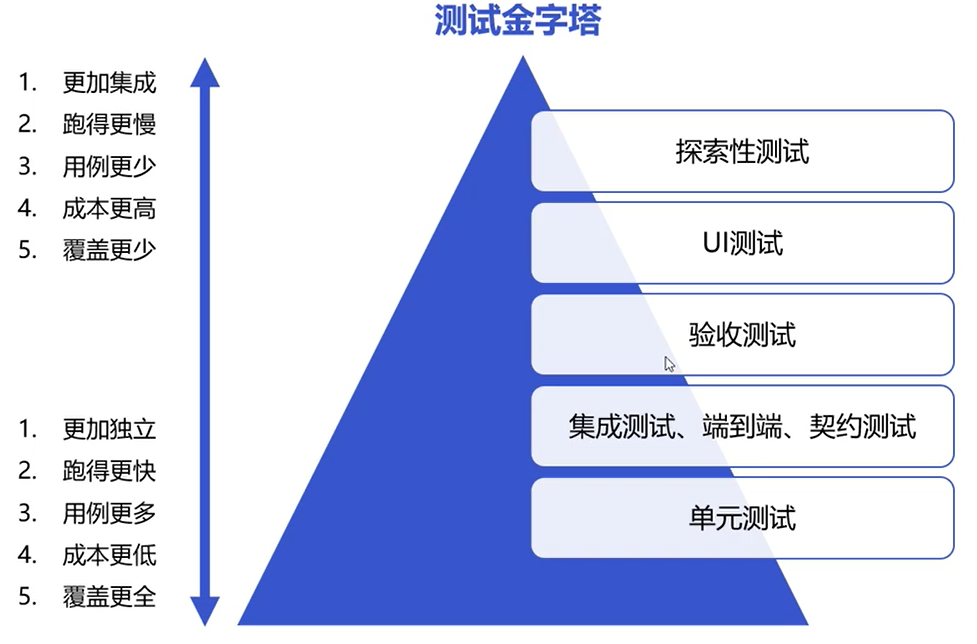 测试金字塔
1. 更加集成
2. 跑得更慢
3. 用例更少
4. 成本更高
5. 覆盖更少
探索性测试
UI测试
验收测试
集成测试、端到端、契约测试
单元测试
1. 更加独立
2. 跑得更快
3. 用例更多
4. 成本更低
5. 覆盖更全